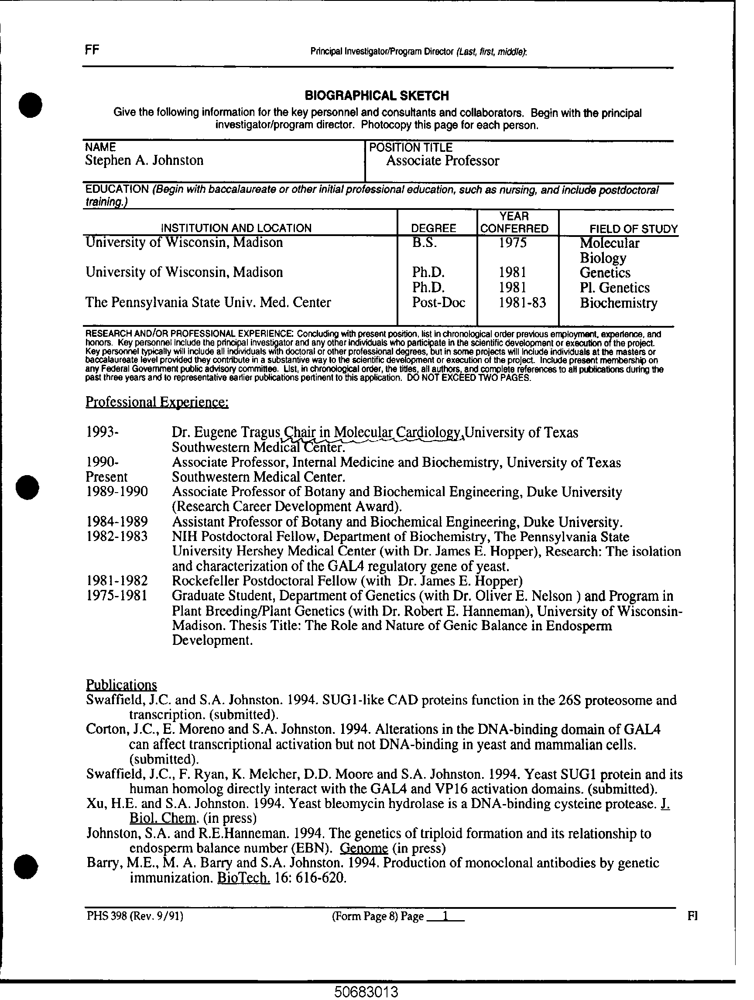 FF
Principal Investigator/Program Director (Last, first, middle):
BIOGRAPHICAL SKETCH
Give the following information for the key personnel and consultants and collaborators. Begin with the principal
investigator/program director. Photocopy this page for each person.
NAME
Stephen A. Johnston
POSITION TITLE
Associate Professor
EDUCATION (Begin with baccalaureate or other initial professional education, such as nursing, and include postdoctoral
training.)
INSTITUTION AND LOCATION DEGREE YEAR CONFERRED FIELD OF STUDY
University of Wisconsin, Madison B.S. 1975 Molecular
Biology
University of Wisconsin, Madison Ph.D. 1981 Genetics
Ph.D. 1981 Pl. Genetics
The Pennsylvania State Univ. Med. Center Post-Doc 1981-83 Biochemistry
RESEARCH AND/OR PROFESSIONAL EXPERIENCE: Concluding with present position, list in chronological order previous employment, experience, and
honors. Key personnel include the principal investigator and any other individuals who participate in the scientific development or execution of the project.
Key personnel typically will include all individuals with doctoral or other professional degrees, but in some projects will include individuals at the masters or
baccalaureate level provided they contribute in a substantive way to the scientific development or execution of the project. Include present membership on
any Federal Government public advisory committee. List, in chronological order, the titles, all authors, and complete references to all publications during the
past three years and to representative earlier publications pertinent to this application. DO NOT EXCEED TWO PAGES.
Professional Experience:
1993- Dr. Eugene Tragus Chair in Molecular Cardiology,University of Texas
Southwestern Medical Center.
1990- Associate Professor, Internal Medicine and Biochemistry, University of Texas
Present Southwestern Medical Center.
1989-1990 Associate Professor of Botany and Biochemical Engineering, Duke University
(Research Career Development Award).
1984-1989 Assistant Professor of Botany and Biochemical Engineering, Duke University.
1982-1983 NIH Postdoctoral Fellow, Department of Biochemistry, The Pennsylvania State
University Hershey Medical Center (with Dr. James E. Hopper), Research: The isolation
and characterization of the GAL4 regulatory gene of yeast.
1981-1982 Rockefeller Postdoctoral Fellow (with Dr. James E. Hopper)
1975-1981 Graduate Student, Department of Genetics (with Dr. Oliver E. Nelson ) and Program in
Plant Breeding/Plant Genetics (with Dr. Robert E. Hanneman), University of Wisconsin-
Madison. Thesis Title: The Role and Nature of Genic Balance in Endosperm
Development.
Publications
Swaffield, J.C. and S.A. Johnston. 1994. SUG1-like CAD proteins function in the 26S proteosome and
transcription. (submitted).
Corton, J.C., E. Moreno and S.A. Johnston. 1994. Alterations in the DNA-binding domain of GAL4
can affect transcriptional activation but not DNA-binding in yeast and mammalian cells.
(submitted).
Swaffield, J.C., F. Ryan, K. Melcher, D.D. Moore and S.A. Johnston. 1994. Yeast SUG1 protein and its
human homolog directly interact with the GAL4 and VP16 activation domains. (submitted).
Xu, H.E. and S.A. Johnston. 1994. Yeast bleomycin hydrolase is a DNA-binding cysteine protease. J.
Biol. Chem. (in press)
Johnston, S.A. and R.E.Hanneman. 1994. The genetics of triploid formation and its relationship to
endosperm balance number (EBN). Genome (in press)
Barry, M.E., M. A. Barry and S.A. Johnston. 1994. Production of monoclonal antibodies by genetic
immunization. BioTech. 16: 616-620.
PHS 398 (Rev. 9/91) (Form Page 8) Page 1 FF
50683013